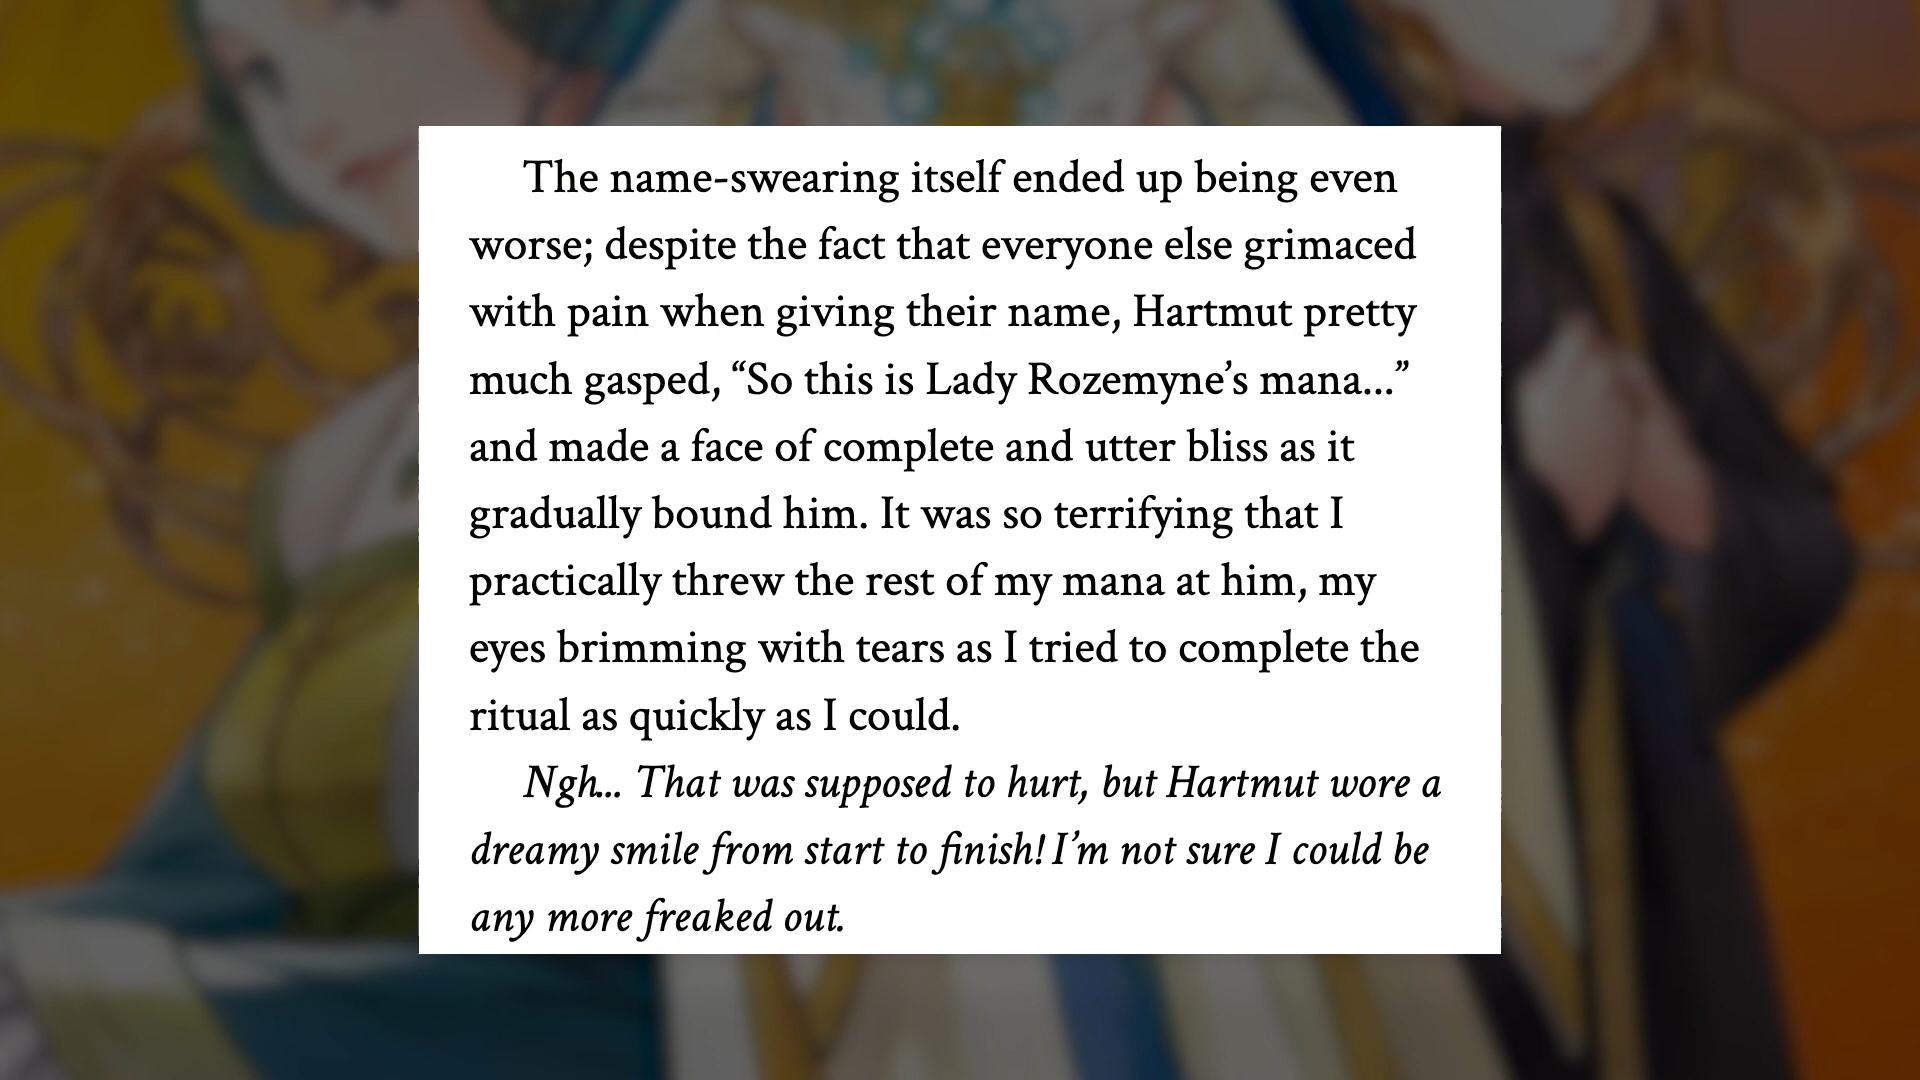 The name-swearing itself ended up being even
worse; despite the fact that everyone else grimaced
with pain when giving their name, Hartmut pretty
much gasped, “So this is Lady Rozemyne’s mana...”
and made a face of complete and utter bliss as it
gradually bound him. It was so terrifying that I
practically threw the rest of my mana at him, my
eyes brimming with tears as I tried to complete the
ritual as quickly as I could.
Ngh... That was supposed to hurt, but Hartmut wore a
dreamy smile from start to finish! I’m not sure I could be
any more freaked out.